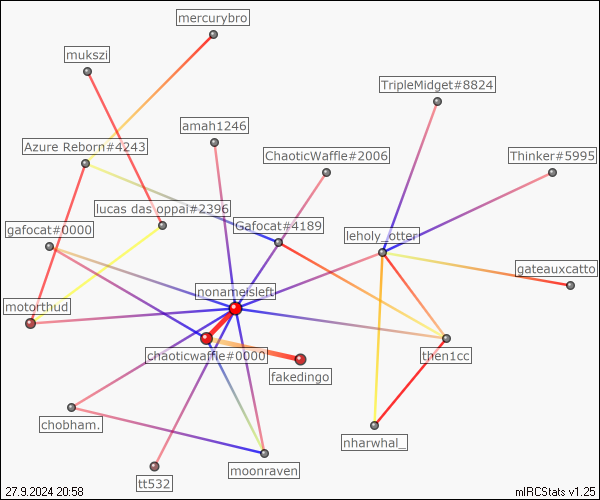 mercurybro
mukszi
TripleMidget#8824
amah1246
Azure Reborn#4243
ChaoticWaffle#2006
Thinker#5995
lucas das oppai#2396
gafocat#0000
Gafocat#4189
leholy_otter
gateauxcatto
nonameisleft
motorthud
chaoticwaffle#0000
then1cc
fakedingo
chobham.
nharwhal_
moonraven
tt532
27.9.2024 20:58
mIRCStats v1.25